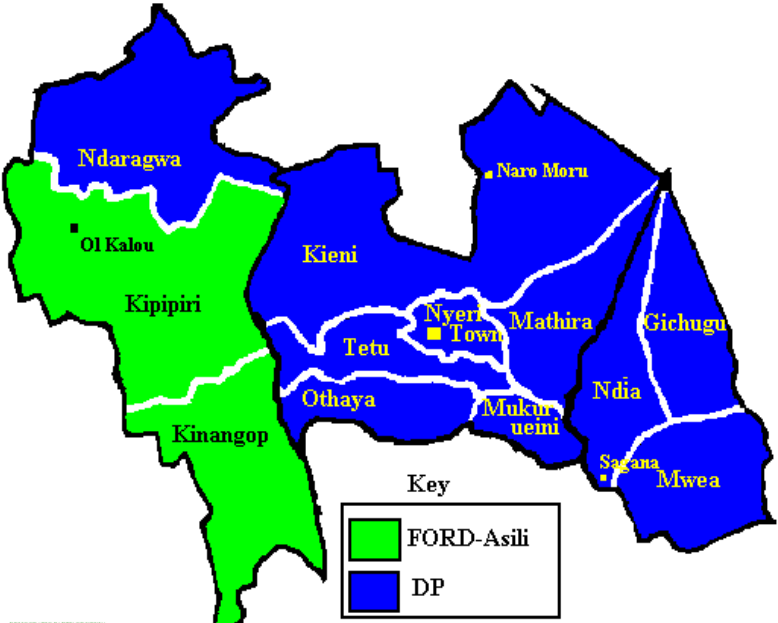 Ndaragwa
Naro Moru
Ol Kalou
Kieni
Kipipiri
Nyeri
Town
Mathira
Gichugu
Tetu
Othaya
Ndia
Mukur
ueini
Kinangop
Sagana
Mwea
Key
FORD-Asili
DP